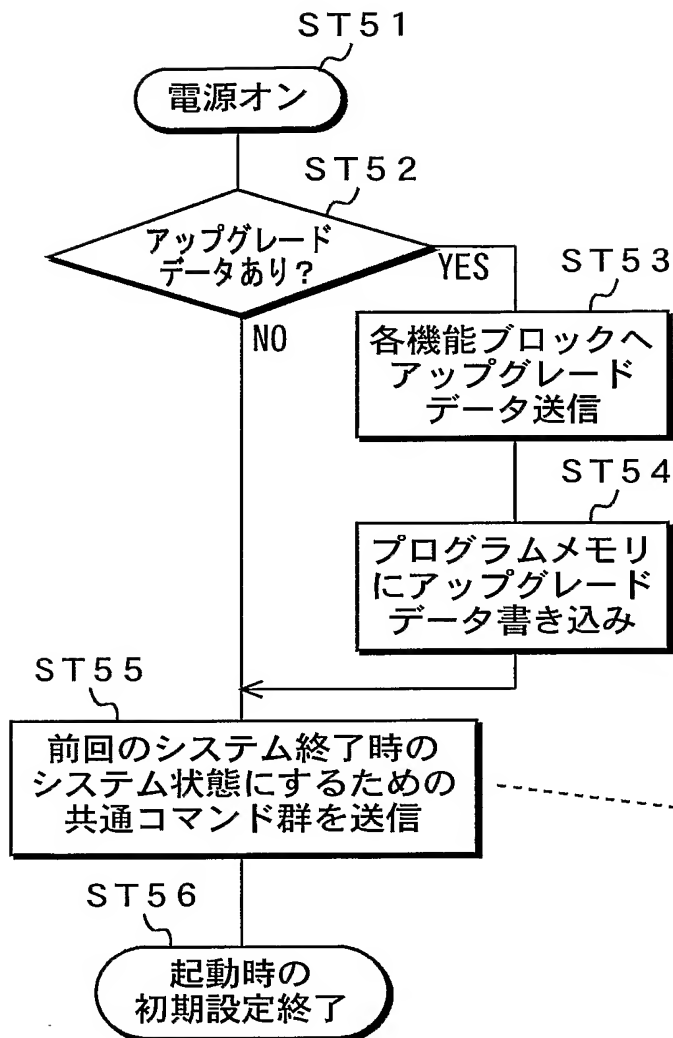 ST51
電源オン
ST52
アップグレード
データあり？
YES
NO
ST53
各機能ブロックへ
アップグレード
データ送信
ST54
プログラムメモリ
にアップグレード
データ書き込み
ST55
前回のシステム終了時の
システム状態にするための
共通コマンド群を送信
ST56
起動時の
初期設定終了